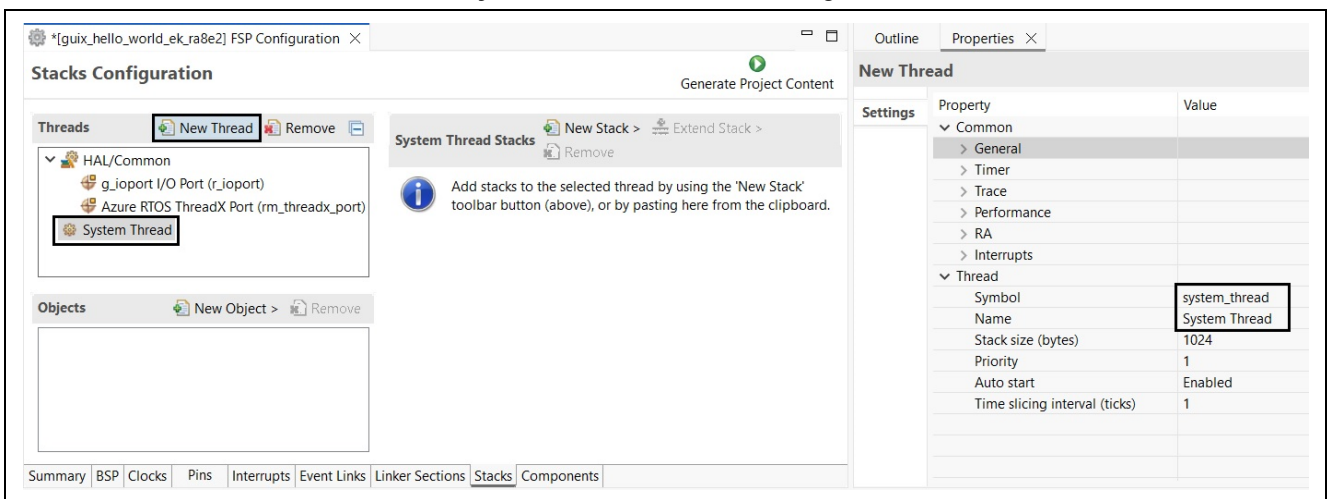 *[guix_hello_world_ek_ra8e2] FSP Configuration
Stacks Configuration
Generate Project Content
Threads
New Thread
Remove
HAL/Common
g_ioport I/O Port (r_ioport)
Azure RTOS ThreadX Port (rm_threadx_port)
System Thread
Objects
New Object >
Remove
System Thread Stacks
New Stack >
Extend Stack >
Remove
Add stacks to the selected thread by using the 'New Stack'
toolbar button (above), or by pasting here from the clipboard.
Summary BSP Clocks Pins Interrupts Event Links Linker Sections Stacks Components
Outline Properties
New Thread
Settings
Property Value
Common
General
Timer
Trace
Performance
RA
Interrupts
Thread
Symbol system_thread
Name System Thread
Stack size (bytes) 1024
Priority 1
Auto start Enabled
Time slicing interval (ticks) 1